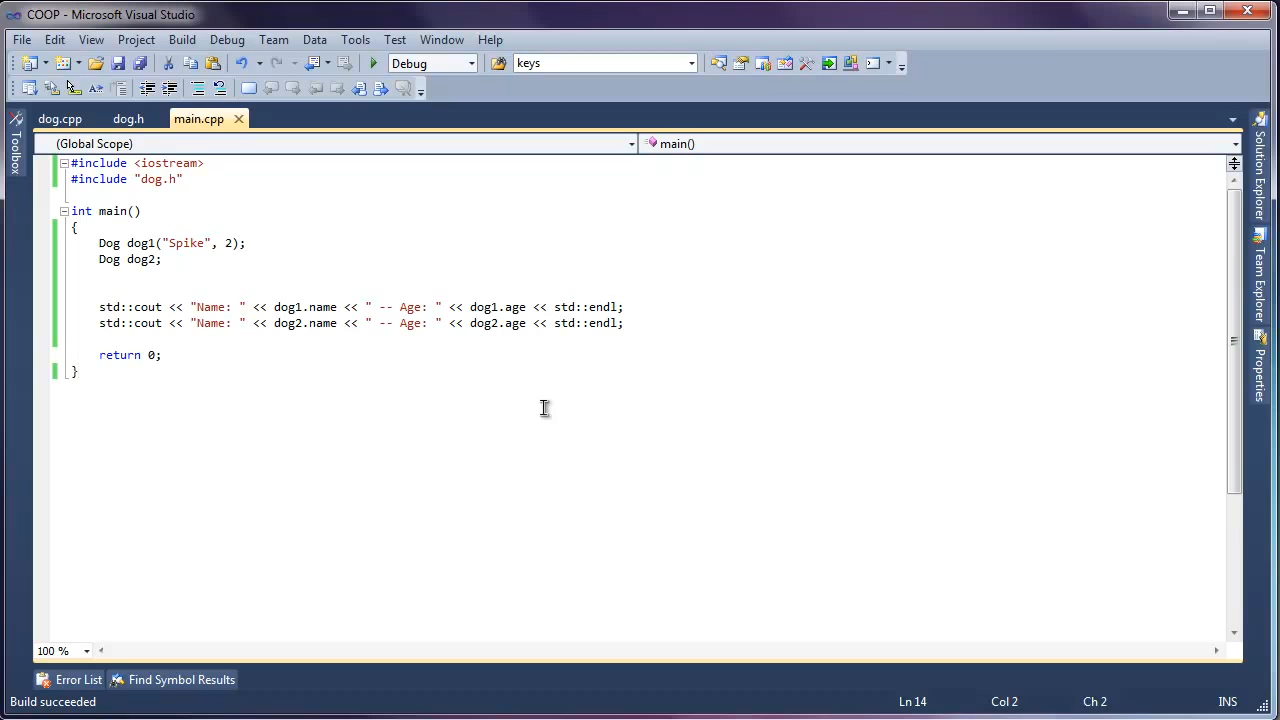 COOP - Microsoft Visual Studio
File Edit View Project Build Debug Team Data Tools Test Window Help
Debug keys
dog.cpp dog.h main.cpp
(Global Scope) main()
#include <iostream>
#include "dog.h"
int main()
{
Dog dog1("Spike", 2);
Dog dog2;
std::cout << "Name: " << dog1.name << " -- Age: " << dog1.age << std::endl;
std::cout << "Name: " << dog2.name << " -- Age: " << dog2.age << std::endl;
return 0;
}
Toolbox
Solution Explorer
Team Explorer
Properties
100 %
Error List Find Symbol Results
Build succeeded Ln 14 Col 2 Ch 2 INS